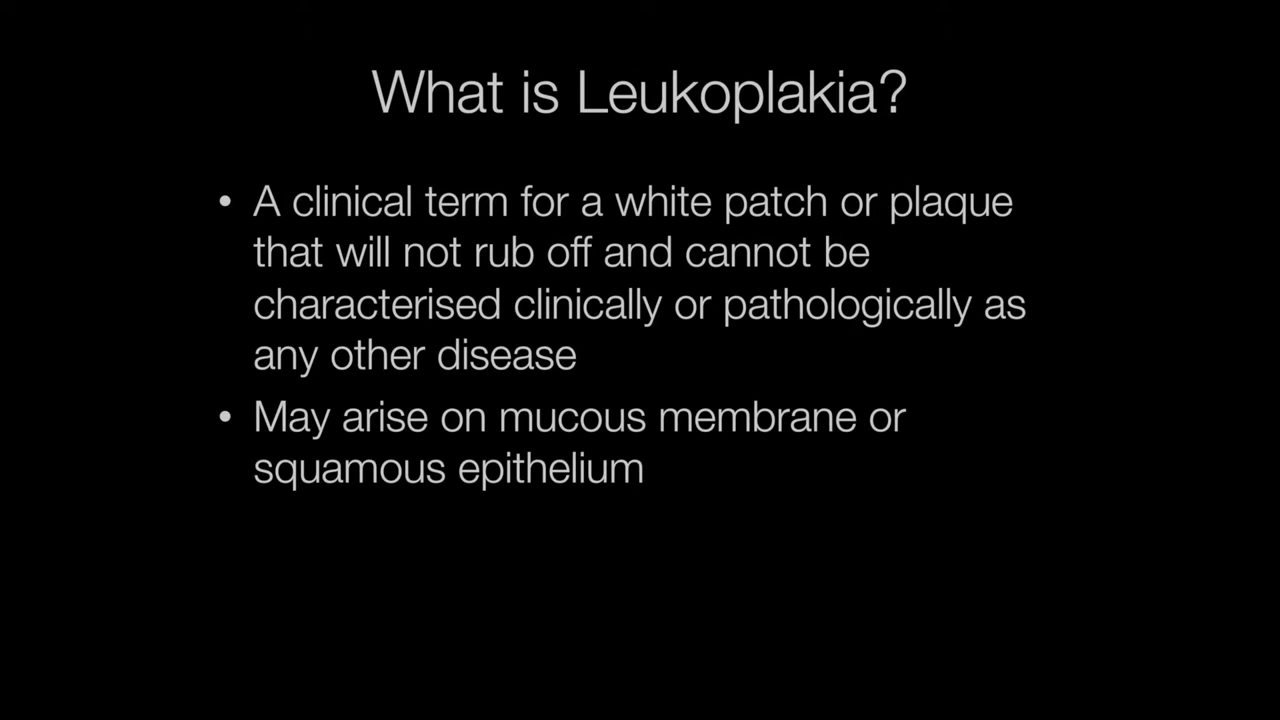 What is Leukoplakia?
• A clinical term for a white patch or plaque
that will not rub off and cannot be
characterised clinically or pathologically as
any other disease
• May arise on mucous membrane or
squamous epithelium